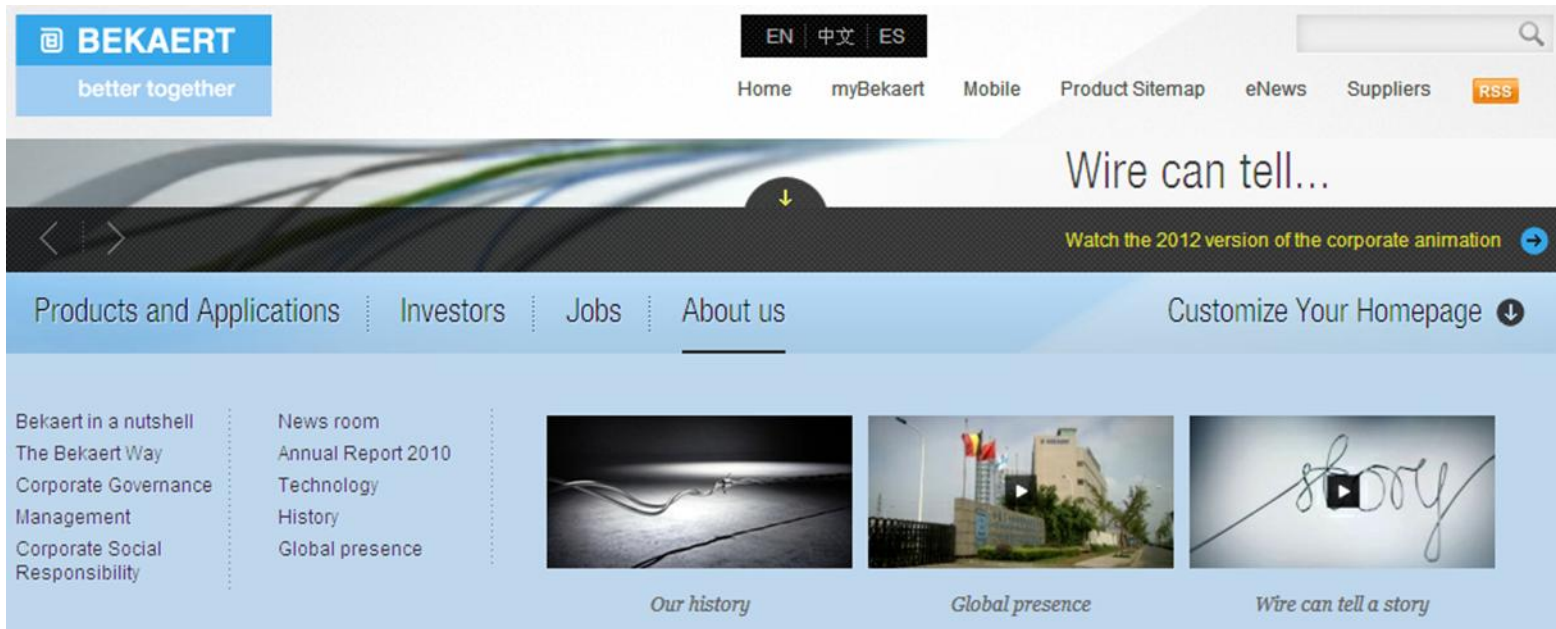 BEKAERT
better together
EN 中文 ES
Home myBekaert Mobile Product Sitemap eNews Suppliers RSS
Wire can tell...
Watch the 2012 version of the corporate animation
Products and Applications Investors Jobs About us Customize Your Homepage
Bekaert in a nutshell
The Bekaert Way
Corporate Governance
Management
Corporate Social
Responsibility
News room
Annual Report 2010
Technology
History
Global presence
story
Our history
Global presence
Wire can tell a story